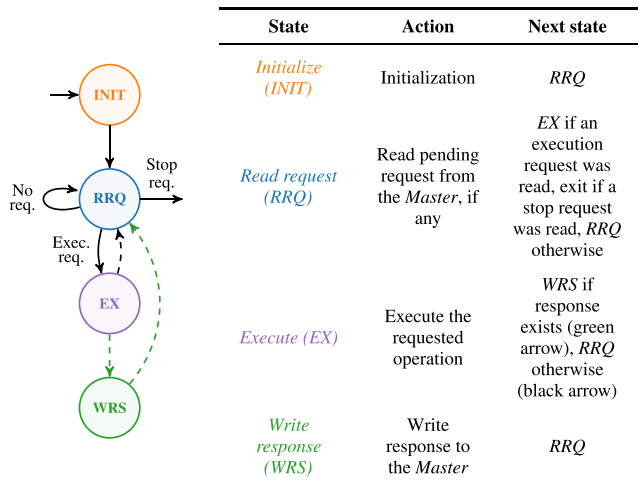 INIT
RRQ
Stop
req.
No
req.
Exec.
req.
EX
WRS
State Action Next state
Initialize
(INIT)
Initialization
RRQ
Read request
(RRQ)
Read pending
request from
the Master, if
any
EX if an
execution
request was
read, exit if a
stop request
was read, RRQ
otherwise
Execute (EX)
Execute the
requested
operation
WRS if
response
exists (green
arrow), RRQ
otherwise
(black arrow)
Write
response
(WRS)
Write
response to
the Master
RRQ